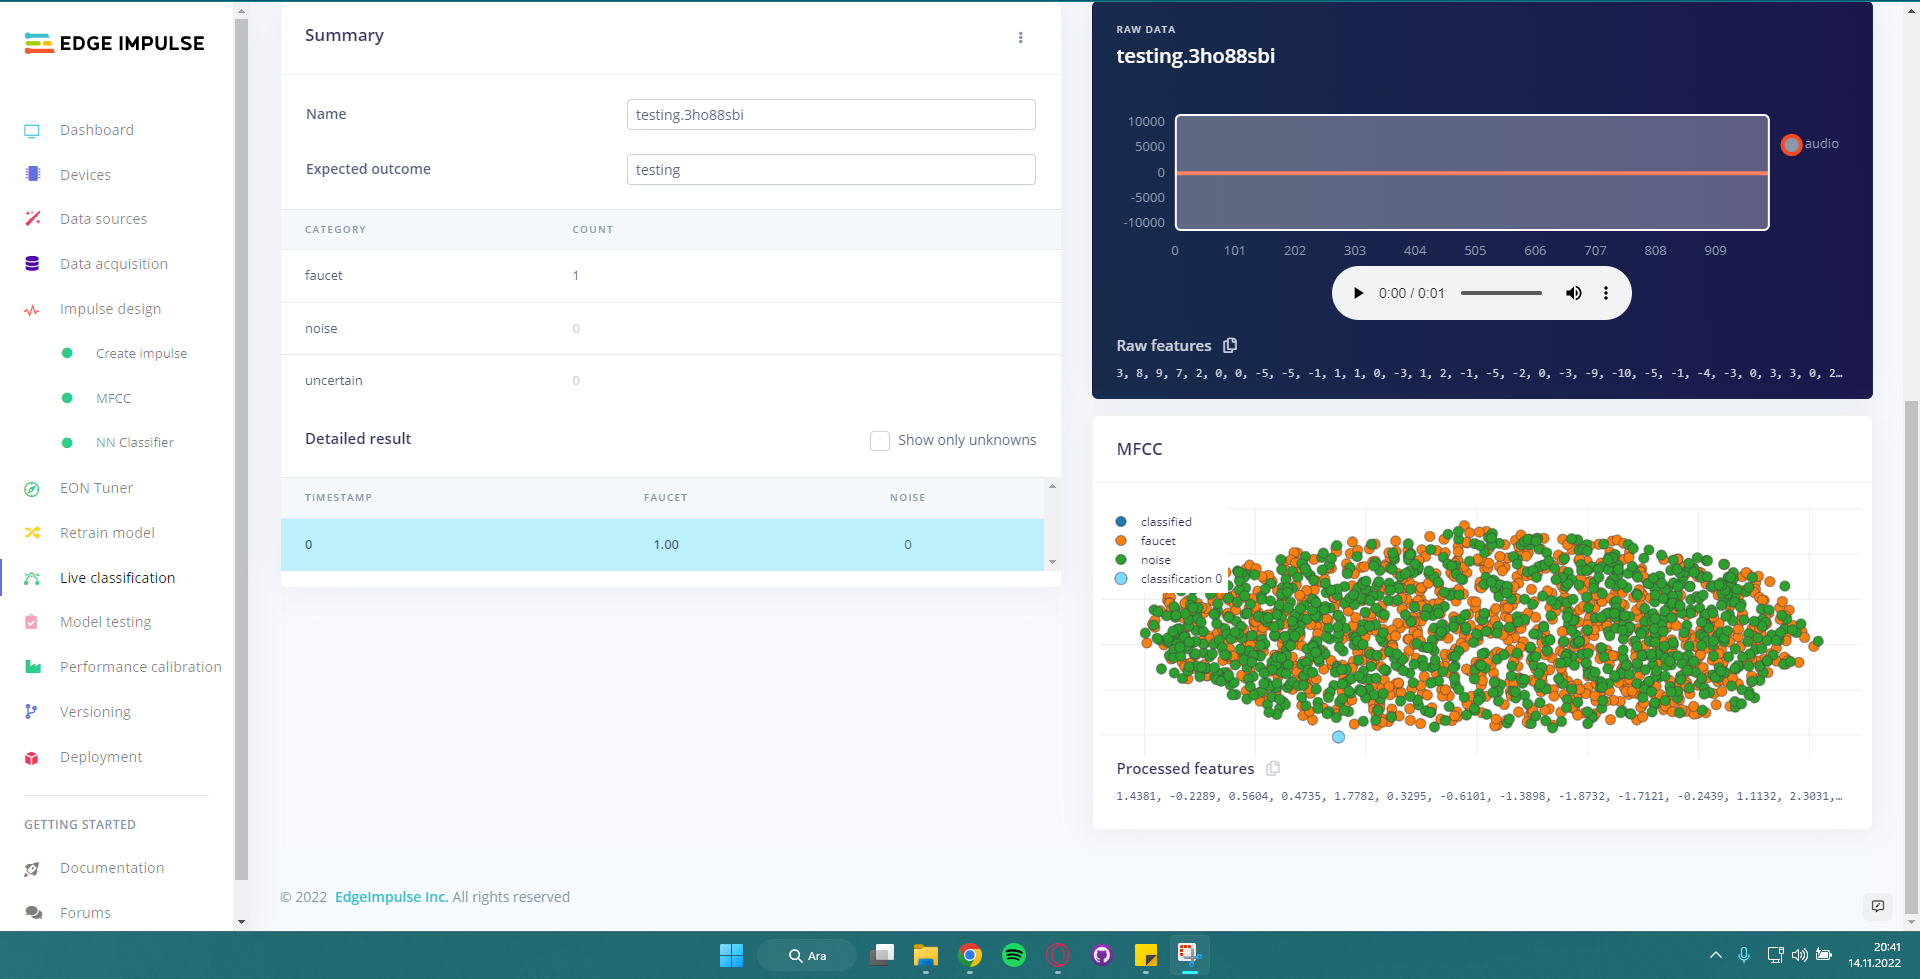 EDGE IMPULSE
Dashboard
Devices
Data sources
Data acquisition
Impulse design
Create impulse
MFCC
NN Classifier
EON Tuner
Retrain model
Live classification
Model testing
Performance calibration
Versioning
Deployment
GETTING STARTED
Documentation
Forums
Summary
Name
testing.3ho88sbi
Expected outcome
testing
CATEGORY COUNT
faucet 1
noise 0
uncertain 0
Detailed result
Show only unknowns
TIMESTAMP FAUCET NOISE
0 1.00 0
© 2022 EdgeImpulse Inc. All rights reserved
RAW DATA
testing.3ho88sbi
10000
5000
0
-5000
-10000
0 101 202 303 404 505 606 707 808 909
audio
0:00 / 0:01
Raw features
3, 8, 9, 7, 2, 0, 0, -5, -5, -1, 1, 1, 0, -3, 1, 2, -1, -5, -2, 0, -3, -9, -10, -5, -1, -4, -3, 0, 3, 3, 0, 2…
MFCC
classified
faucet
noise
classification 0
Processed features
1.4381, -0.2289, 0.5604, 0.4735, 1.7782, 0.3295, -0.6101, -1.3898, -1.8732, -1.7121, -0.2439, 1.1132, 2.3031,…
Ara
20:41
14.11.2022